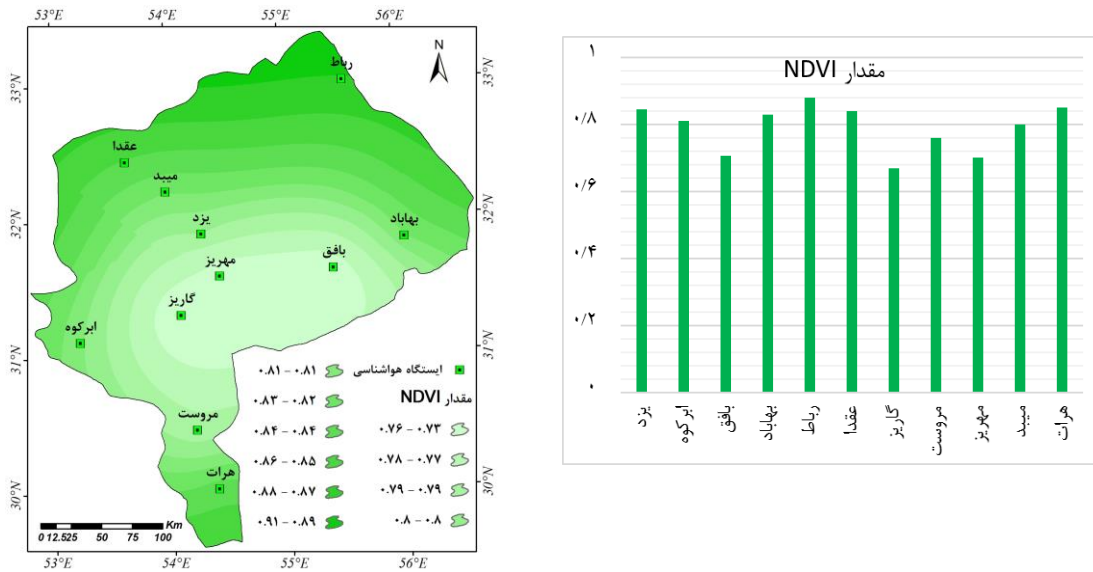 53°E 54°E 55°E 56°E
N
33°N
33°N
32°N
32°N
31°N
31°N
30°N
30°N
رباط
عقدا
میبد
یزد
بهاباد
بافق
مهریز
گاریز
ابرکوه
مروست
هرات
ایستگاه هواشناسی
مقدار NDVI
۰.۷۶ – ۰.۷۳
۰.۷۸ – ۰.۷۷
۰.۷۹ – ۰.۷۹
۰.۸ – ۰.۸
۰.۸۱ – ۰.۸۱
۰.۸۳ – ۰.۸۲
۰.۸۴ – ۰.۸۴
۰.۸۶ – ۰.۸۵
۰.۸۸ – ۰.۸۷
۰.۹۱ – ۰.۸۹
Km
0 12.525 50 75 100
53°E 54°E 55°E 56°E
مقدار NDVI
۱
۰/۸
۰/۶
۰/۴
۰/۲
۰
یزد
ابرکوه
بافق
بهاباد
رباط
عقدا
گاریز
مروست
مهریز
میبد
هرات